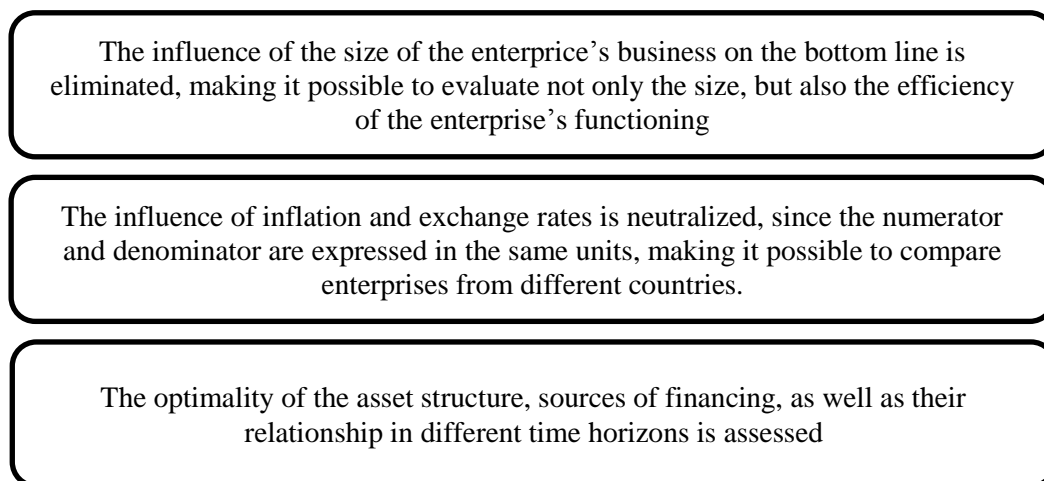 The influence of the size of the enterprice’s business on the bottom line is
eliminated, making it possible to evaluate not only the size, but also the efficiency
of the enterprise’s functioning
The influence of inflation and exchange rates is neutralized, since the numerator
and denominator are expressed in the same units, making it possible to compare
enterprises from different countries.
The optimality of the asset structure, sources of financing, as well as their
relationship in different time horizons is assessed